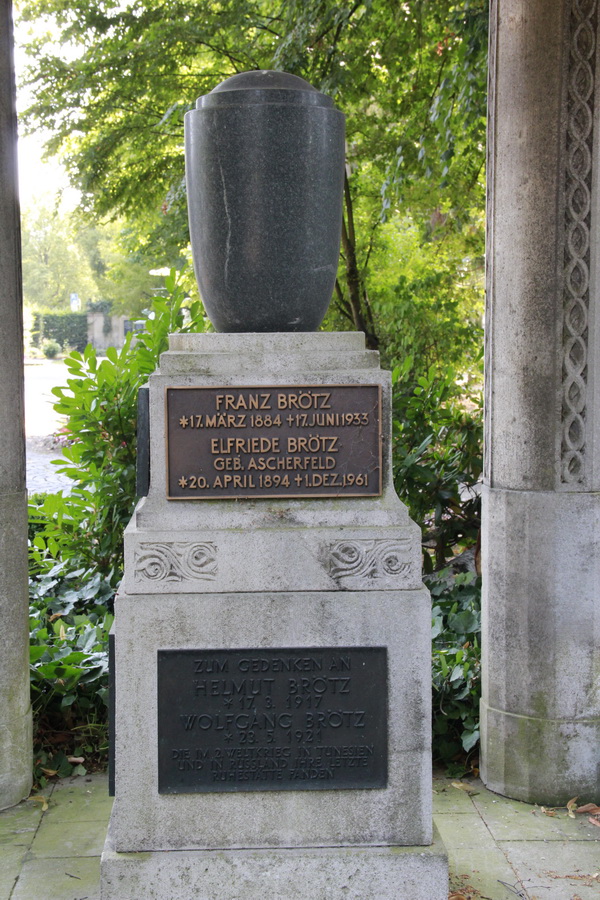 FRANZ BRÖTZ
*17.MÄRZ 1884 +17.JUNI 1933
ELFRIEDE BRÖTZ
GEB. ASCHERFELD
*20.APRIL 1894 +1.DEZ.1961
ZUM GEDENKEN AN
HELMUT BRÖTZ
* 17. 3. 1917
WOLFGANG BRÖTZ
* 23. 5. 1921
DIE IM 2. WELTKRIEG IN TUNESIEN
UND IN RUSSLAND IHRE LETZTE
RUHESTÄTTE FANDEN